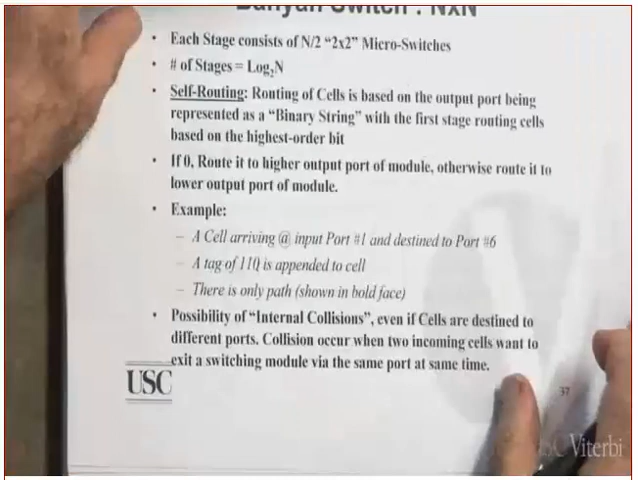 Banyan Switch : NxN
• Each Stage consists of N/2 “2x2” Micro-Switches
• # of Stages = Log₂N
• Self-Routing: Routing of Cells is based on the output port being
represented as a “Binary String” with the first stage routing cells
based on the highest-order bit
• If 0, Route it to higher output port of module, otherwise route it to
lower output port of module.
• Example:
– A Cell arriving @ input Port #1 and destined to Port #6
– A tag of 110 is appended to cell
– There is only path (shown in bold face)
• Possibility of “Internal Collisions”, even if Cells are destined to
different ports. Collision occur when two incoming cells want to
exit a switching module via the same port at same time.
USC
37
USC Viterbi